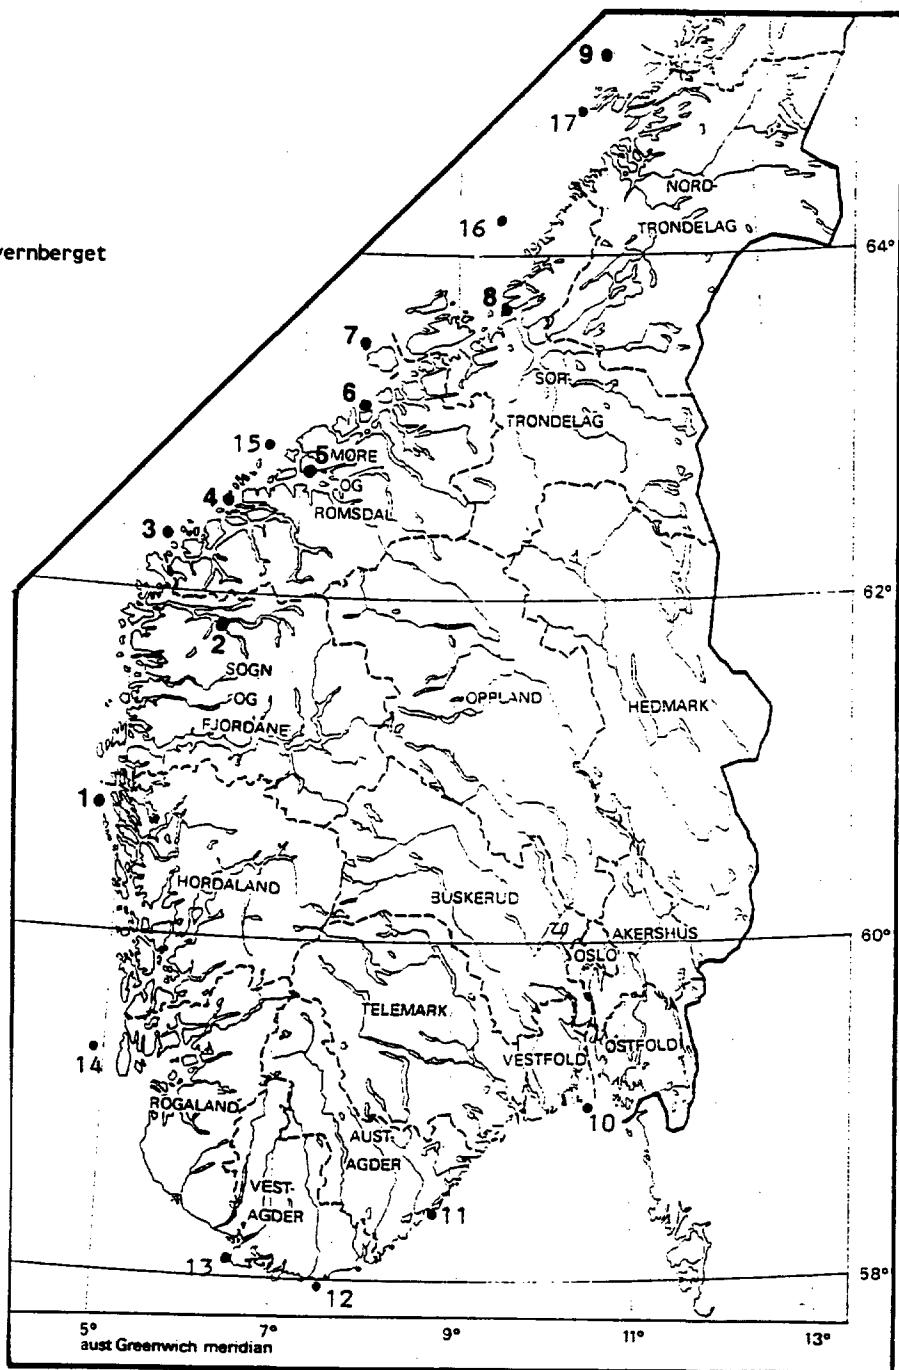 9
17
NORD-
16
TRONDELAG
vernberget
64°
8
7
SOR-
6
TRONDELAG
15
5
MORE
4
OG
ROMSDAL
3
62°
2
SOGN
OG
OPPLAND
HEDMARK
FJORDANE
1
HORDALAND
BUSKERUD
AKERSHUS
60°
OSLO
TELEMARK
14
VESTFOLD
OSTFOLD
ROGALAND
10
AUST-
AGDER
VEST-
AGDER
11
13
58°
12
5°
7°
9°
11°
13°
aust Greenwich meridian